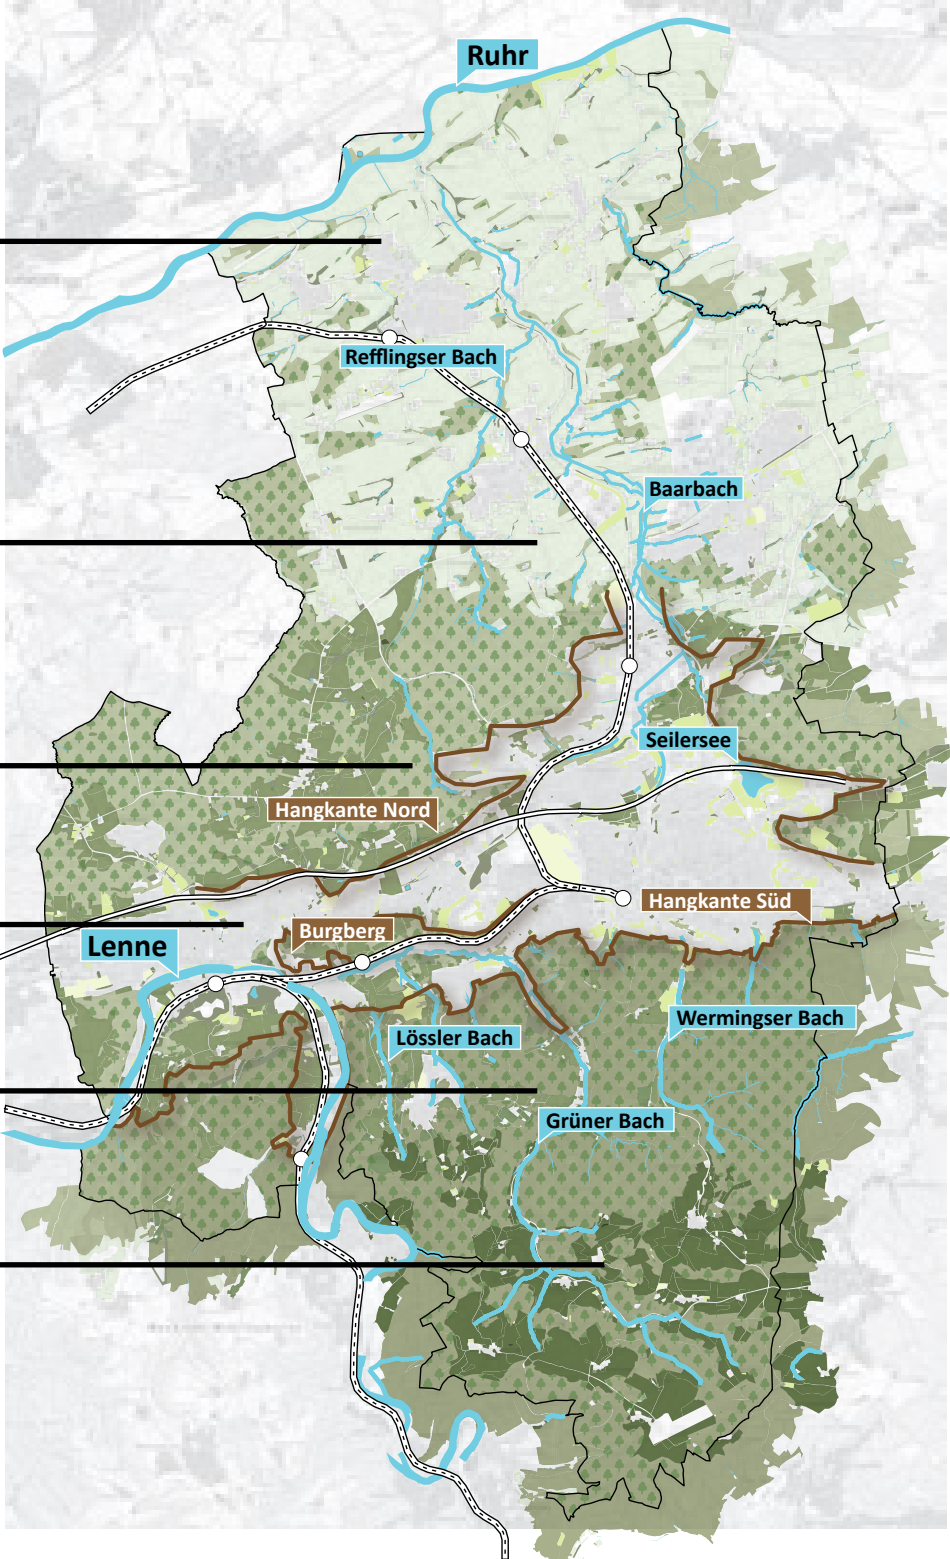 Ruhr
Refflingser Bach
Baarbach
Seilersee
Hangkante Nord
Hangkante Süd
Burgberg
Lenne
Wermingser Bach
Lössler Bach
Grüner Bach